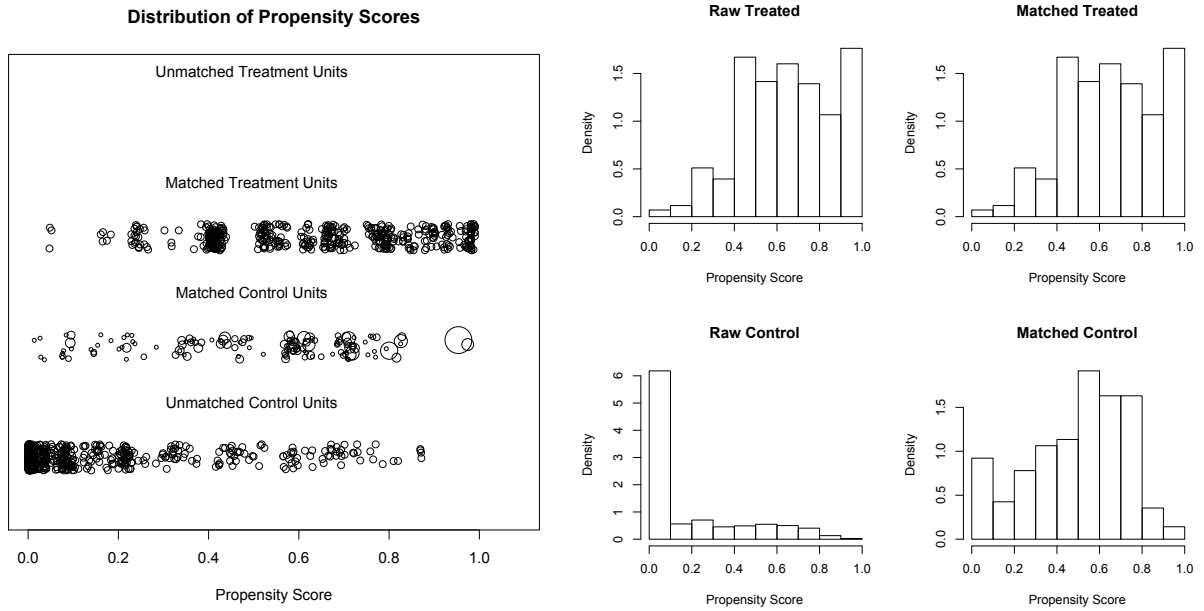 Distribution of Propensity Scores
Unmatched Treatment Units
Matched Treatment Units
Matched Control Units
Unmatched Control Units
0.0 0.2 0.4 0.6 0.8 1.0
Propensity Score
Raw Treated
Density
0.0 0.5 1.0 1.5
0.0 0.2 0.4 0.6 0.8 1.0
Propensity Score
Matched Treated
Density
0.0 0.5 1.0 1.5
0.0 0.2 0.4 0.6 0.8 1.0
Propensity Score
Raw Control
Density
0 1 2 3 4 5 6
0.0 0.2 0.4 0.6 0.8 1.0
Propensity Score
Matched Control
Density
0.0 0.5 1.0 1.5
0.0 0.2 0.4 0.6 0.8 1.0
Propensity Score